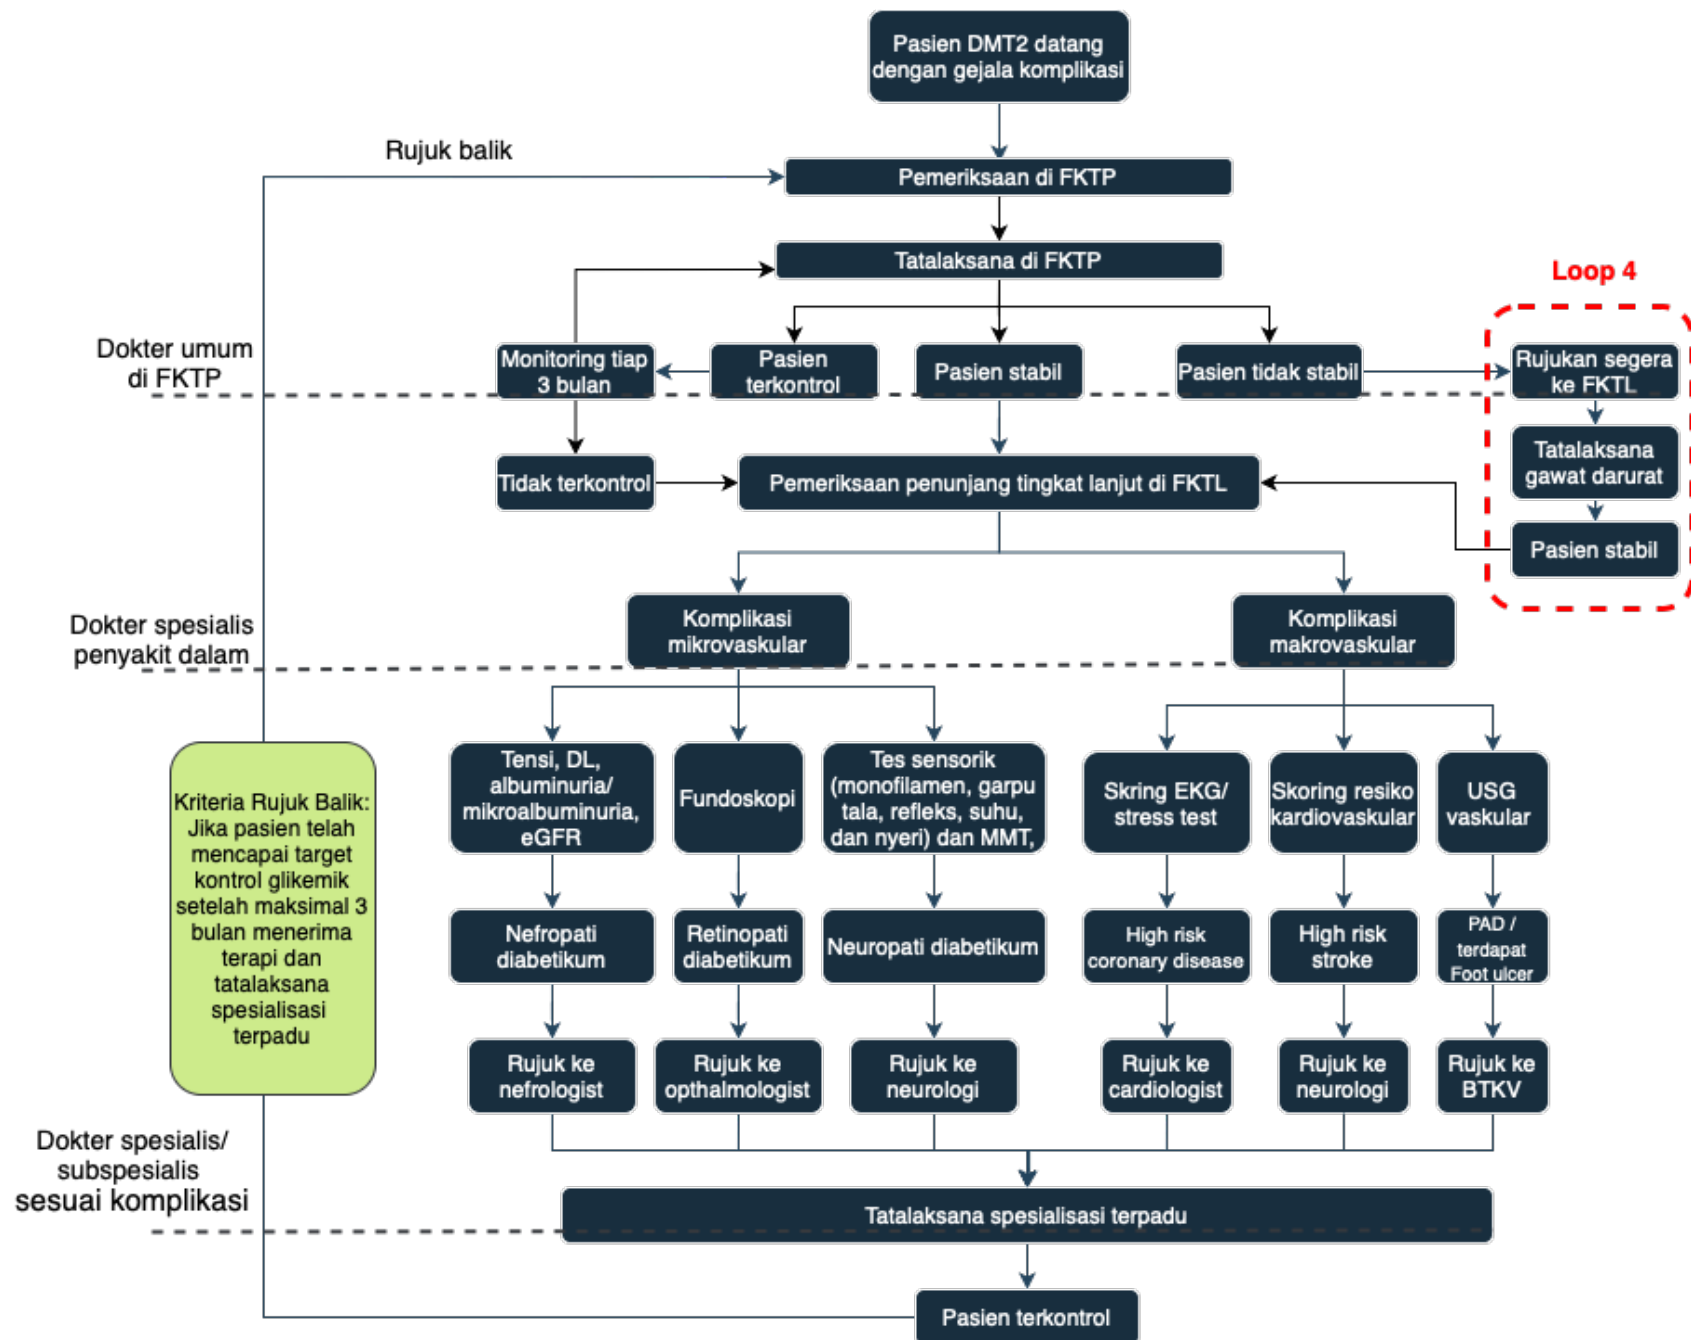 Pasien DMT2 datang
dengan gejala komplikasi
Rujuk balik
Pemeriksaan di FKTP
Tatalaksana di FKTP
Loop 4
Dokter umum
di FKTP
Monitoring tiap
3 bulan
Pasien
terkontrol
Pasien stabil
Pasien tidak stabil
Rujukan segera
ke FKTL
Tatalaksana
gawat darurat
Tidak terkontrol
Pemeriksaan penunjang tingkat lanjut di FKTL
Pasien stabil
Dokter spesialis
penyakit dalam
Komplikasi
mikrovaskular
Komplikasi
makrovaskular
Kriteria Rujuk Balik:
Jika pasien telah
mencapai target
kontrol glikemik
setelah maksimal 3
bulan menerima
terapi dan
tatalaksana
spesialisasi
terpadu
Tensi, DL,
albuminuria/
mikroalbuminuria,
eGFR
Fundoskopi
Tes sensorik
(monofilamen, garpu
tala, refleks, suhu,
dan nyeri) dan MMT,
Skring EKG/
stress test
Skoring resiko
kardiovaskular
USG
vaskular
Nefropati
diabetikum
Retinopati
diabetikum
Neuropati diabetikum
High risk
coronary disease
High risk
stroke
PAD /
terdapat
Foot ulcer
Rujuk ke
nefrologist
Rujuk ke
opthalmologist
Rujuk ke
neurologi
Rujuk ke
cardiologist
Rujuk ke
neurologi
Rujuk ke
BTKV
Dokter spesialis/
subspesialis
sesuai komplikasi
Tatalaksana spesialisasi terpadu
Pasien terkontrol